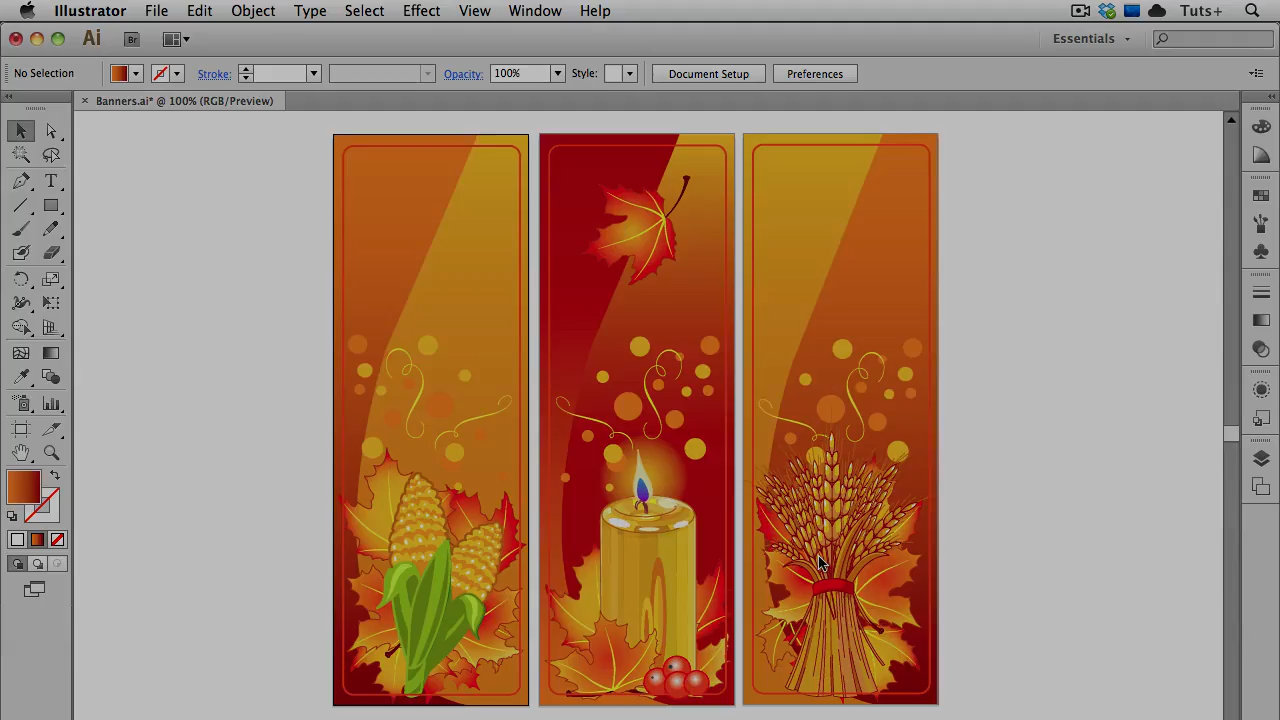 Illustrator File Edit Object Type Select Effect View Window Help Tuts+
Ai Br Essentials
No Selection Stroke: Opacity: 100% Style: Document Setup Preferences
× Banners.ai* @ 100% (RGB/Preview)
T